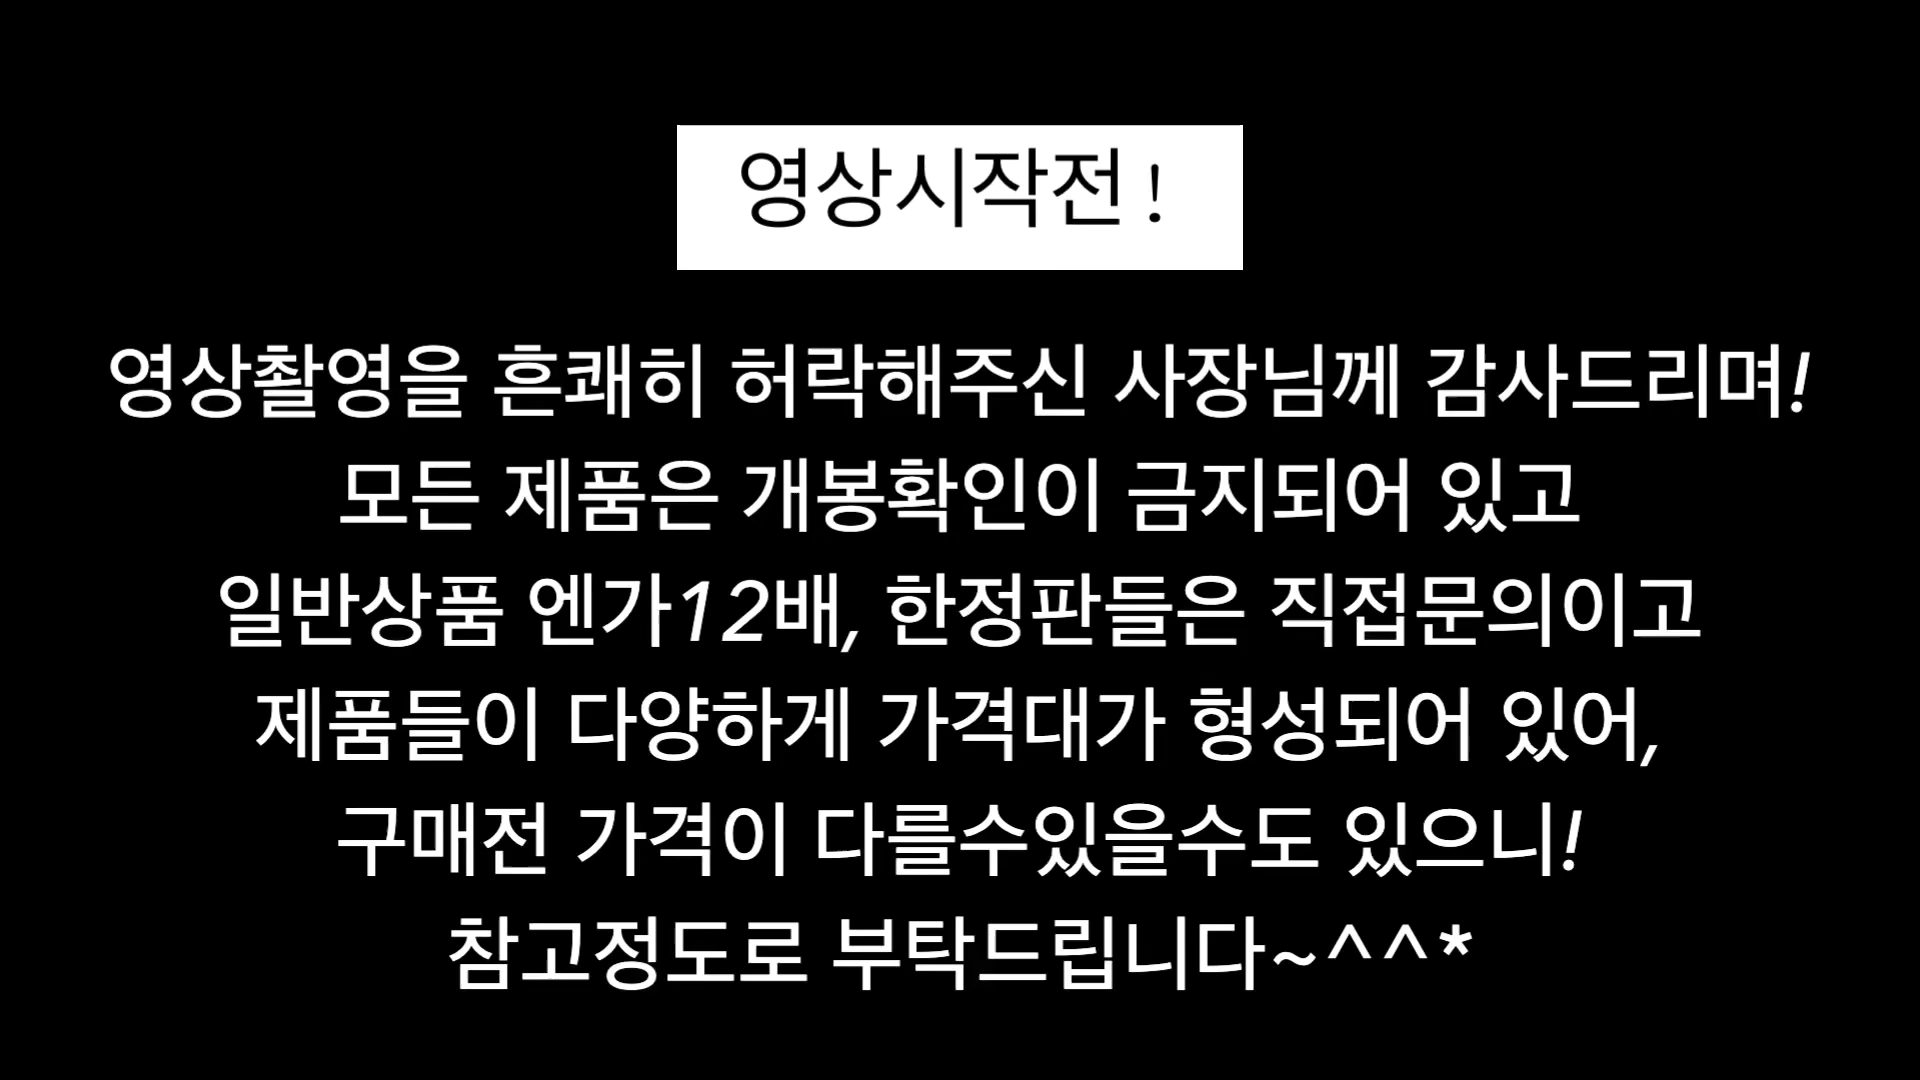 영상시작전 !
영상촬영을 흔쾌히 허락해주신 사장님께 감사드리며!
모든 제품은 개봉확인이 금지되어 있고
일반상품 엔가12배, 한정판들은 직접문의이고
제품들이 다양하게 가격대가 형성되어 있어,
구매전 가격이 다를수있을수도 있으니!
참고정도로 부탁드립니다~^^*